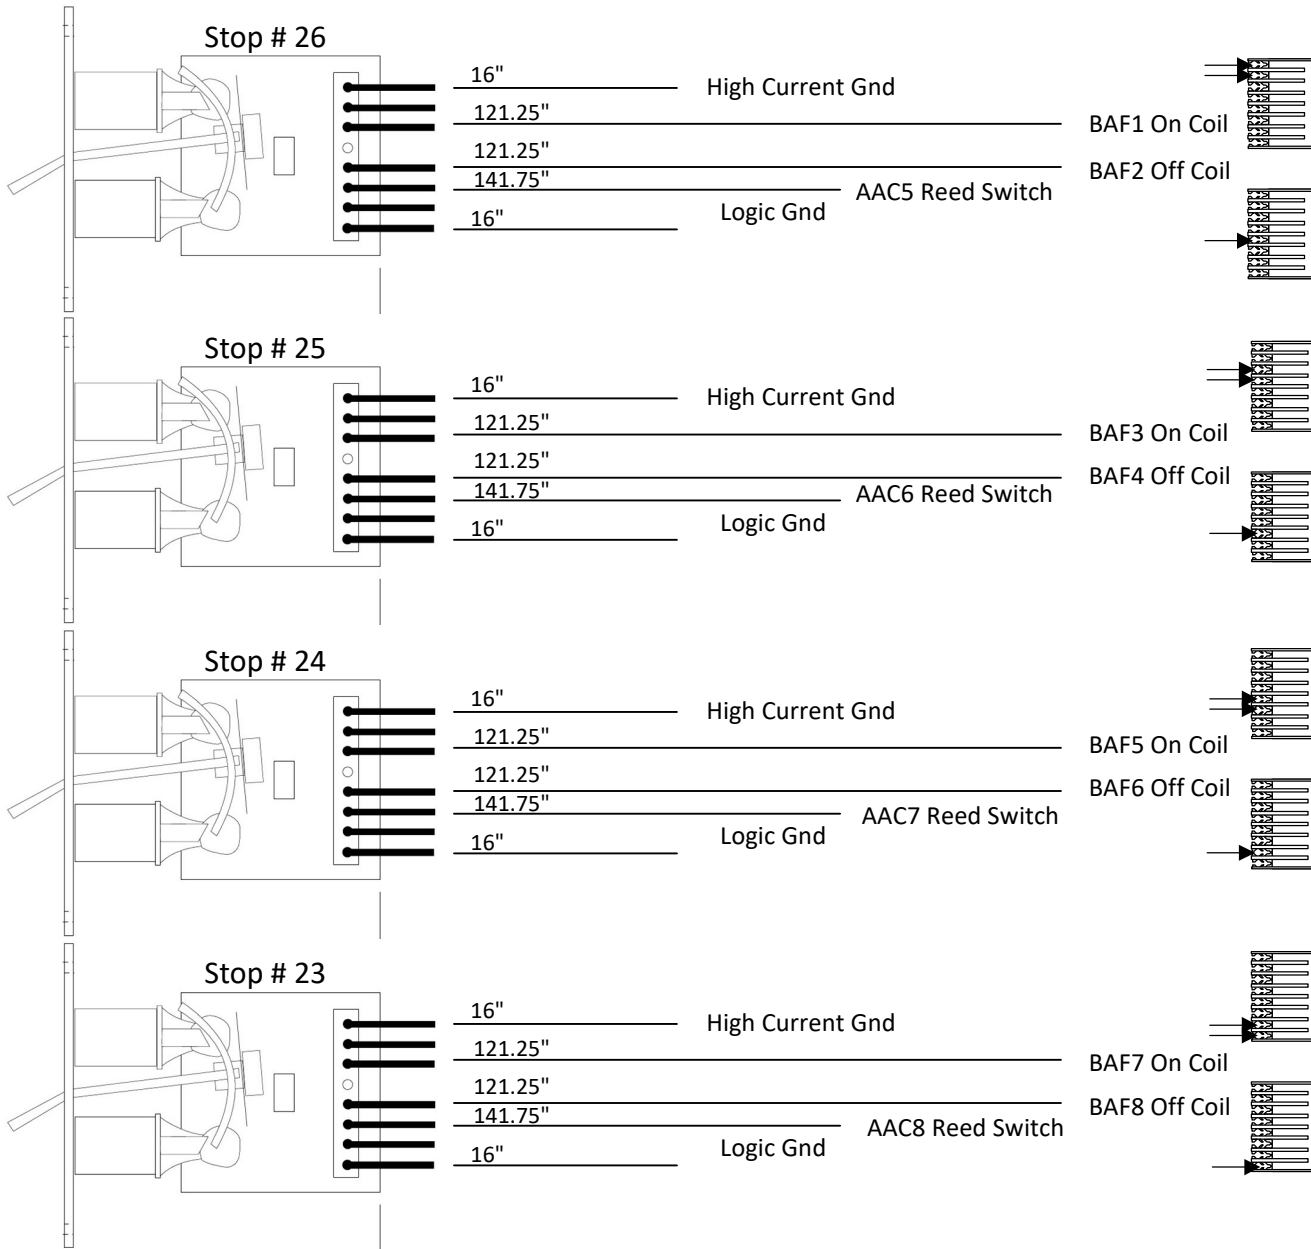 Stop # 26
16"
High Current Gnd
121.25"
BAF1 On Coil
121.25"
BAF2 Off Coil
141.75"
AAC5 Reed Switch
Logic Gnd
16"
Stop # 25
16"
High Current Gnd
121.25"
BAF3 On Coil
121.25"
BAF4 Off Coil
141.75"
AAC6 Reed Switch
Logic Gnd
16"
Stop # 24
16"
High Current Gnd
121.25"
BAF5 On Coil
121.25"
BAF6 Off Coil
141.75"
AAC7 Reed Switch
Logic Gnd
16"
Stop # 23
16"
High Current Gnd
121.25"
BAF7 On Coil
121.25"
BAF8 Off Coil
141.75"
AAC8 Reed Switch
Logic Gnd
16"